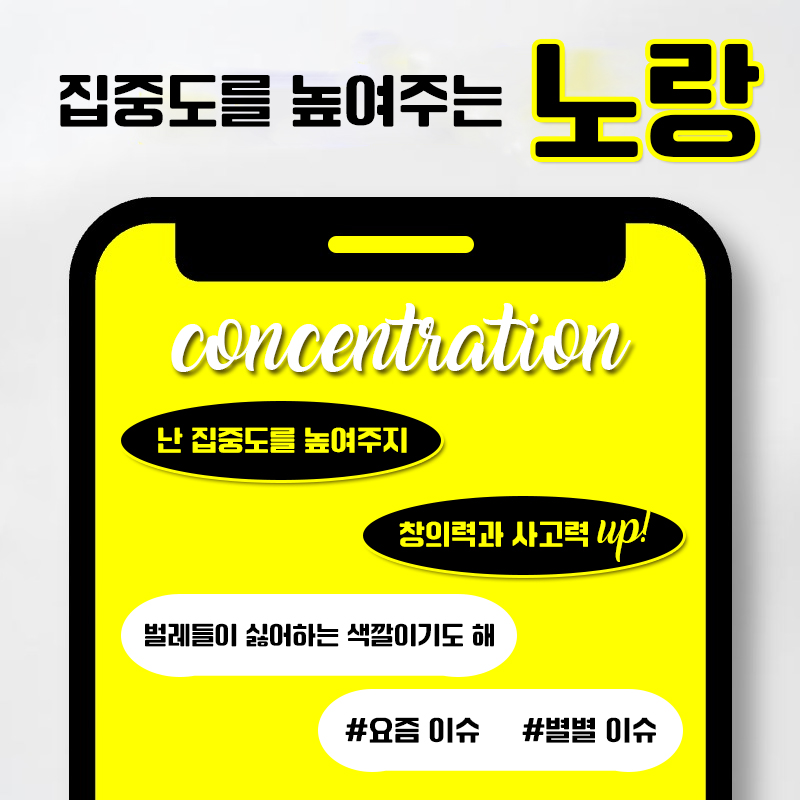 집중도를 높여주는 노랑
concentration
난 집중도를 높여주지
창의력과 사고력 up!
벌레들이 싫어하는 색깔이기도 해
#요즘 이슈 #별별 이슈